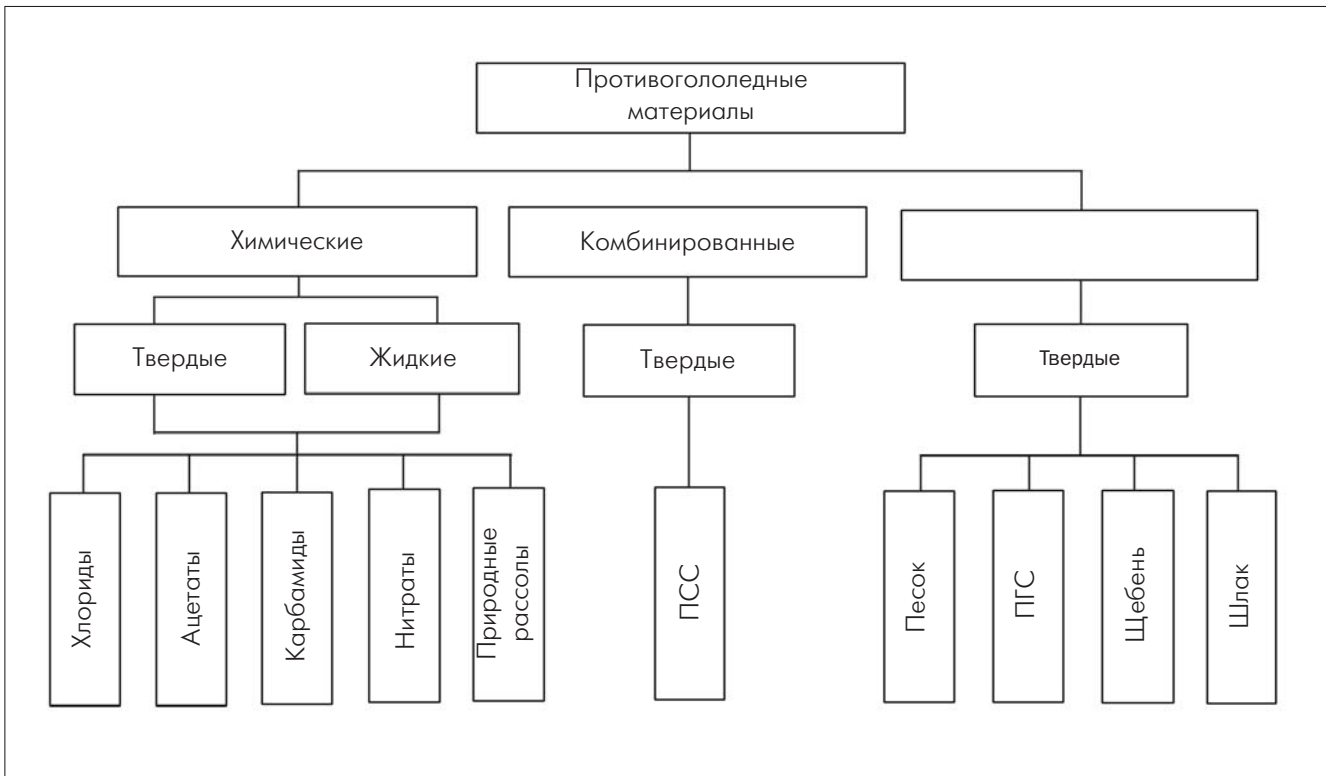 Противогололедные
материалы
Химические
Комбинированные
Твердые
Жидкие
Твердые
Твердые
Хлориды
Ацетаты
Карбамиды
Нитраты
Природные
рассолы
ПСС
Песок
ПГС
Щебень
Шлак